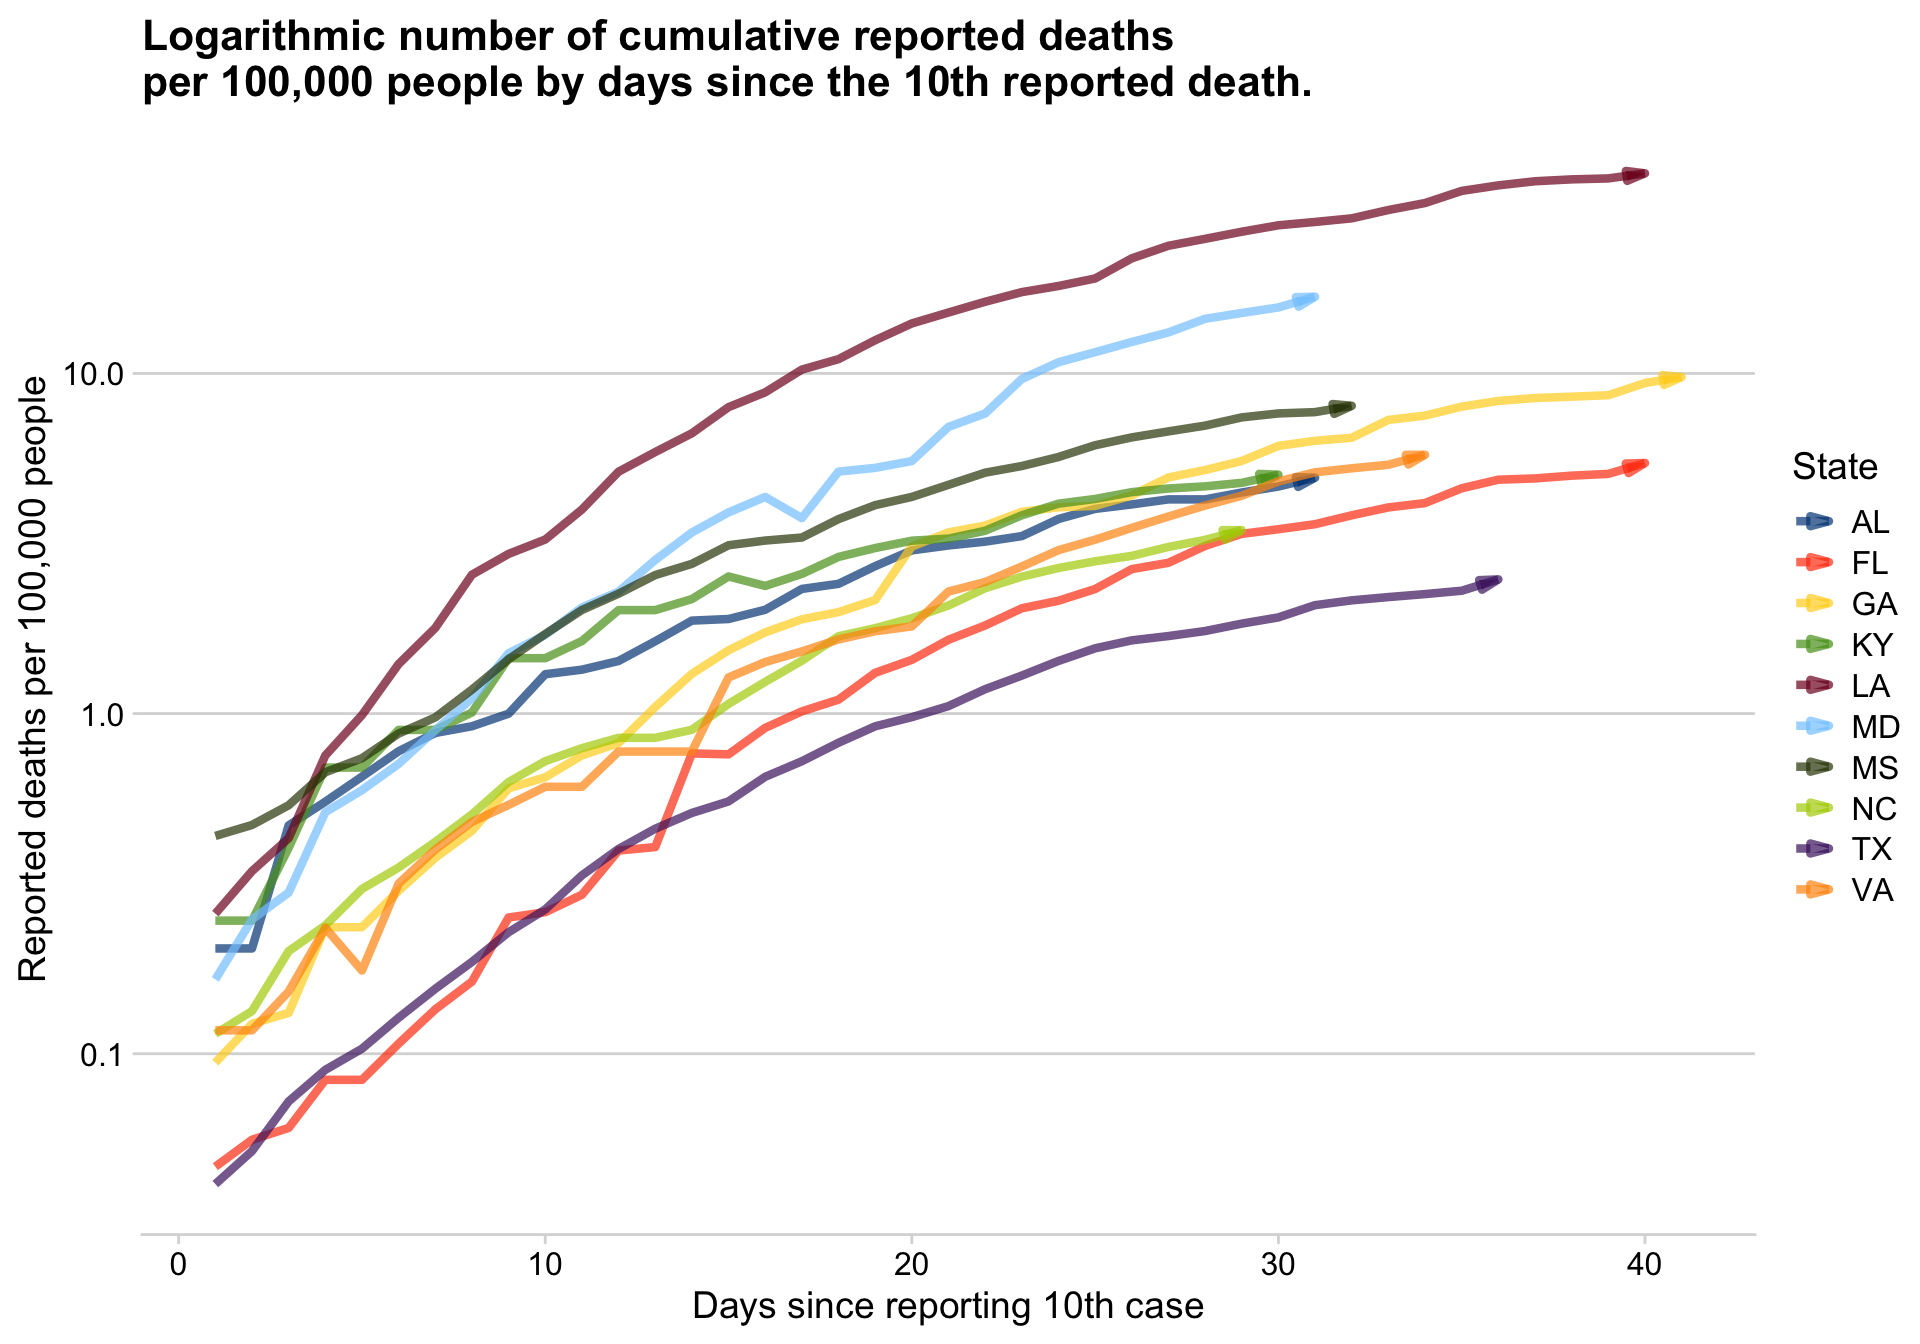 Logarithmic number of cumulative reported deaths
per 100,000 people by days since the 10th reported death.
Reported deaths per 100,000 people
10.0
1.0
0.1
0
10
20
30
40
Days since reporting 10th case
State
AL
FL
GA
KY
LA
MD
MS
NC
TX
VA